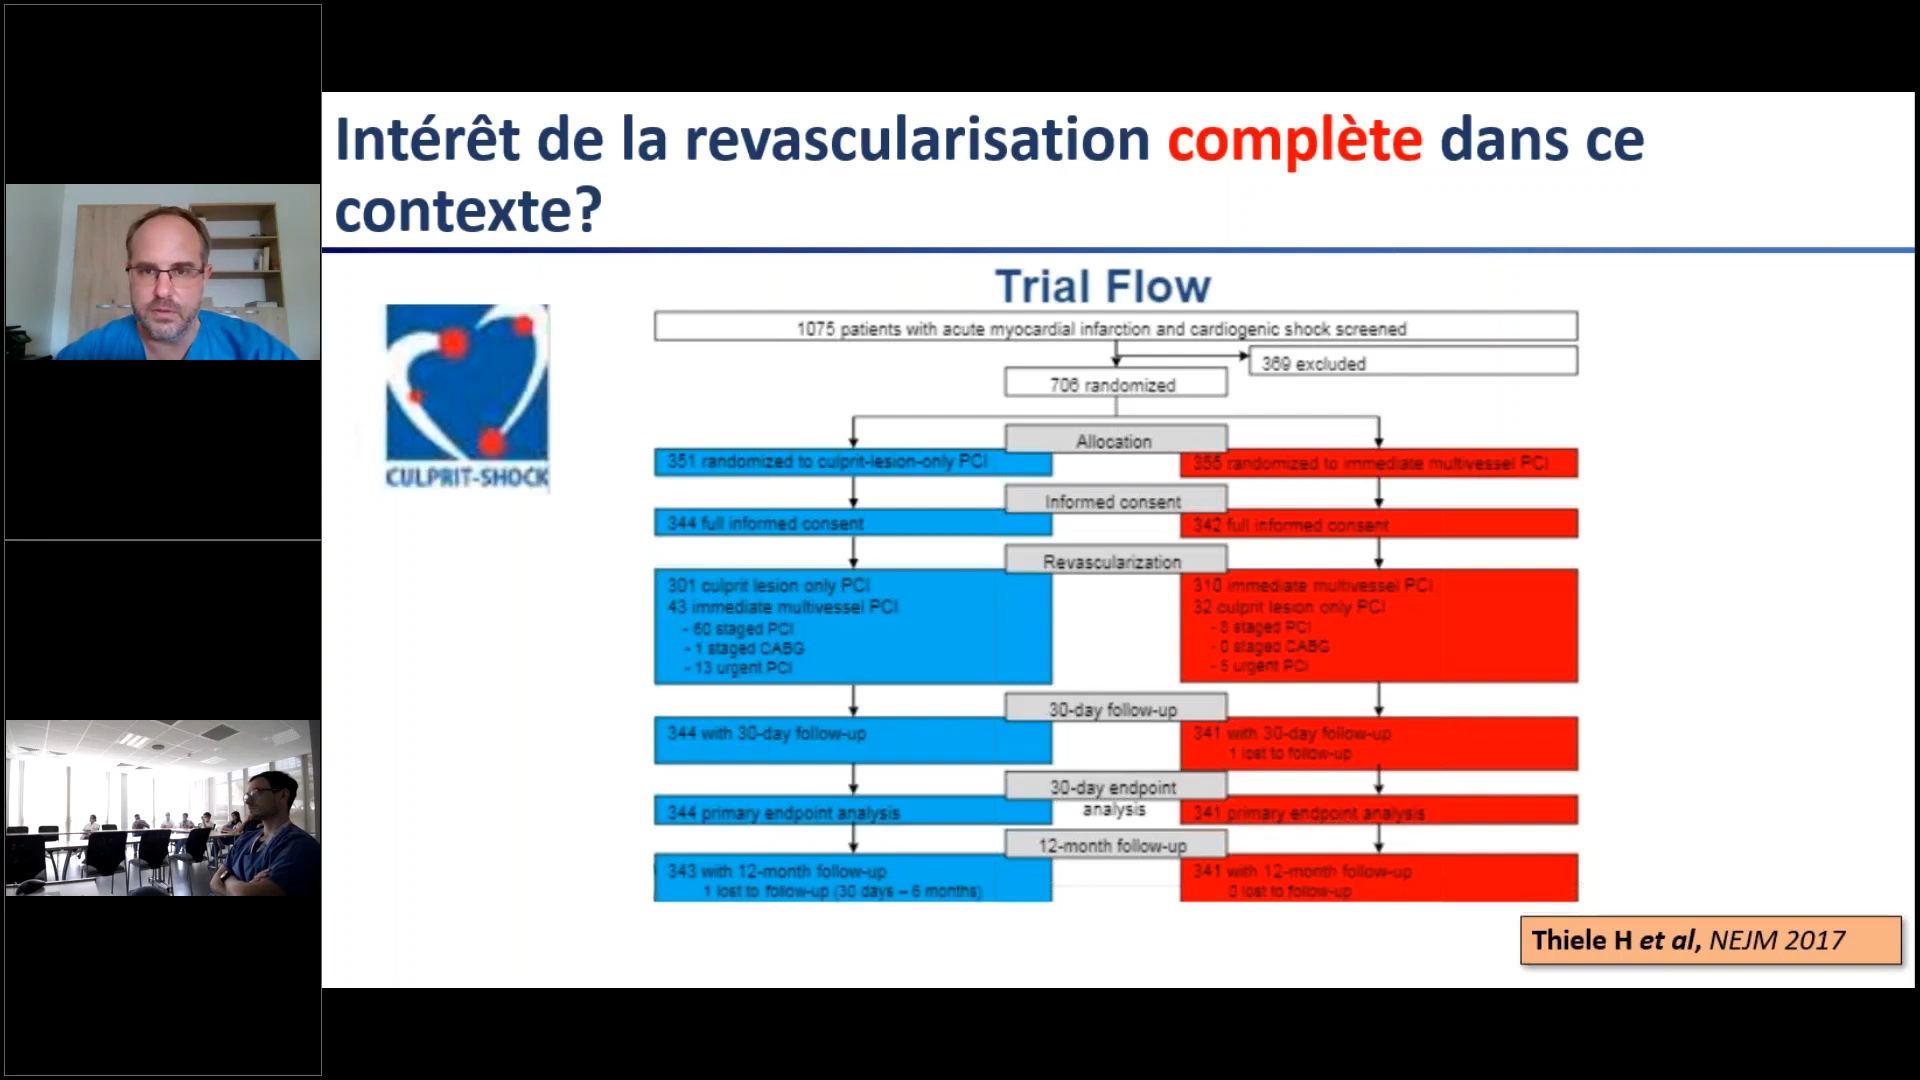 Intérêt de la revascularisation complète dans ce
contexte?
Trial Flow
CULPRIT-SHOCK
1075 patients with acute myocardial infarction and cardiogenic shock screened
369 excluded
706 randomized
Allocation
351 randomized to culprit-lesion-only PCI
355 randomized to immediate multivessel PCI
Informed consent
344 full informed consent
342 full informed consent
Revascularization
301 culprit lesion only PCI
43 immediate multivessel PCI
- 60 staged PCI
- 1 staged CABG
- 13 urgent PCI
310 immediate multivessel PCI
32 culprit lesion only PCI
- 8 staged PCI
- 0 staged CABG
- 5 urgent PCI
30-day follow-up
344 with 30-day follow-up
341 with 30-day follow-up
1 lost to follow-up
30-day endpoint
analysis
344 primary endpoint analysis
341 primary endpoint analysis
12-month follow-up
343 with 12-month follow-up
1 lost to follow-up (30 days – 6 months)
341 with 12-month follow-up
0 lost to follow-up
Thiele H et al, NEJM 2017